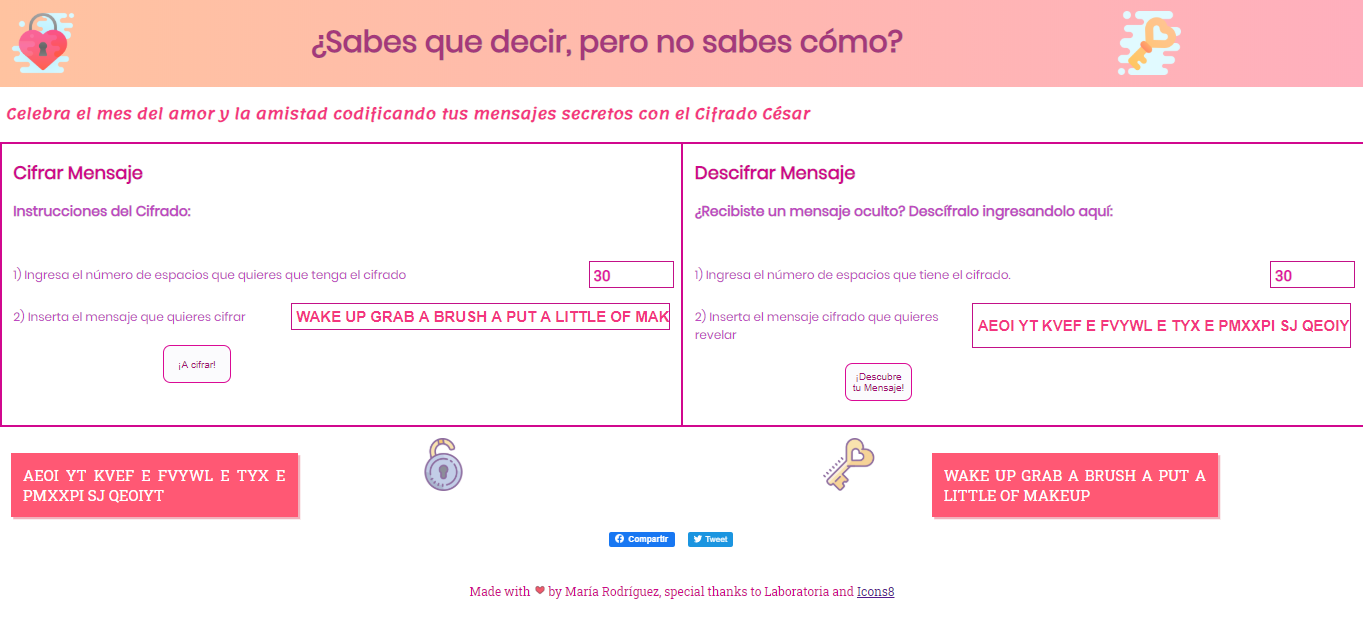 ¿Sabes que decir, pero no sabes cómo?
Celebra el mes del amor y la amistad codificando tus mensajes secretos con el Cifrado César
Cifrar Mensaje
Instrucciones del Cifrado:
1) Ingresa el número de espacios que quieres que tenga el cifrado
30
2) Inserta el mensaje que quieres cifrar
WAKE UP GRAB A BRUSH A PUT A LITTLE OF MAK
¡A cifrar!
Descifrar Mensaje
¿Recibiste un mensaje oculto? Descífralo ingresandolo aquí:
1) Ingresa el número de espacios que tiene el cifrado.
30
2) Inserta el mensaje cifrado que quieres
revelar
AEOI YT KVEF E FVYWL E TYX E PMXXPI SJ QEOIY
¡Descubre
tu Mensaje!
AEOI YT KVEF E FVYWL E TYX E
PMXXPI SJ QEOIYT
WAKE UP GRAB A BRUSH A PUT A
LITTLE OF MAKEUP
Compartir
Tweet
Made with ❤ by María Rodríguez, special thanks to Laboratoria and Icons8